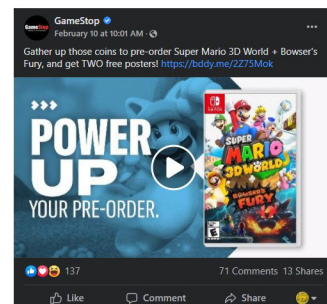 GameStop
GameStop
February 10 at 10:01 AM ·
Gather up those coins to pre-order Super Mario 3D World + Bowser's
Fury, and get TWO free posters! https://bddy.me/2Z75Mok
POWER
UP
YOUR PRE-ORDER.
SUPER
MARIO
3D WORLD
+
BOWSER'S
FURY
E
137
71 Comments 13 Shares
Like
Comment
Share